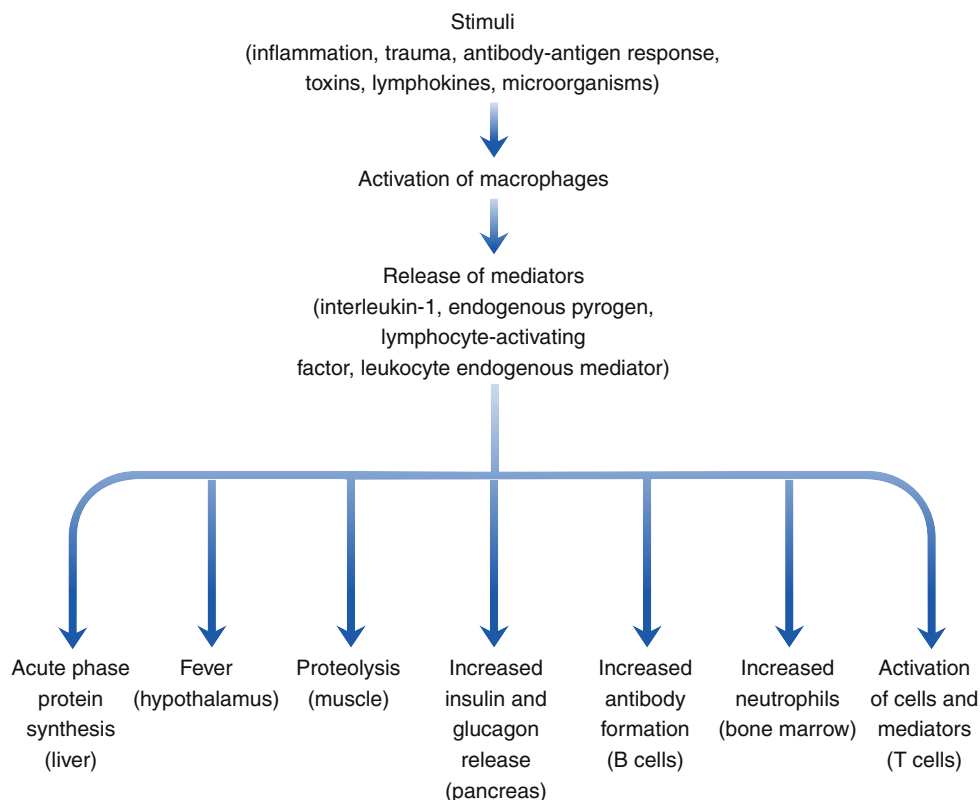 Stimuli
(inflammation, trauma, antibody-antigen response,
toxins, lymphokines, microorganisms)
Activation of macrophages
Release of mediators
(interleukin-1, endogenous pyrogen,
lymphocyte-activating
factor, leukocyte endogenous mediator)
Acute phase
protein
synthesis
(liver)
Fever
(hypothalamus)
Proteolysis
(muscle)
Increased
insulin and
glucagon
release
(pancreas)
Increased
antibody
formation
(B cells)
Increased
neutrophils
(bone marrow)
Activation
of cells and
mediators
(T cells)